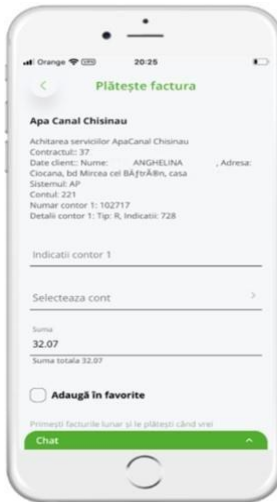 Orange VPN 20:25
Plătește factura
Apa Canal Chisinau
Achitarea serviciilor ApaCanal Chisinau
Contractul:: 37
Date client:: Nume: ANGHELINA , Adresa:
Ciocana, bd Mircea cel BÄƒtrÃ®n, casa
Sistemul: AP
Contul: 221
Numar contor 1: 102717
Detalii contor 1: Tip: R, Indicatii: 728
Indicatii contor 1
Selecteaza cont
Suma
32.07
Suma totala 32.07
Adaugă în favorite
Primești facturile lunar și le plătești când vrei
Chat